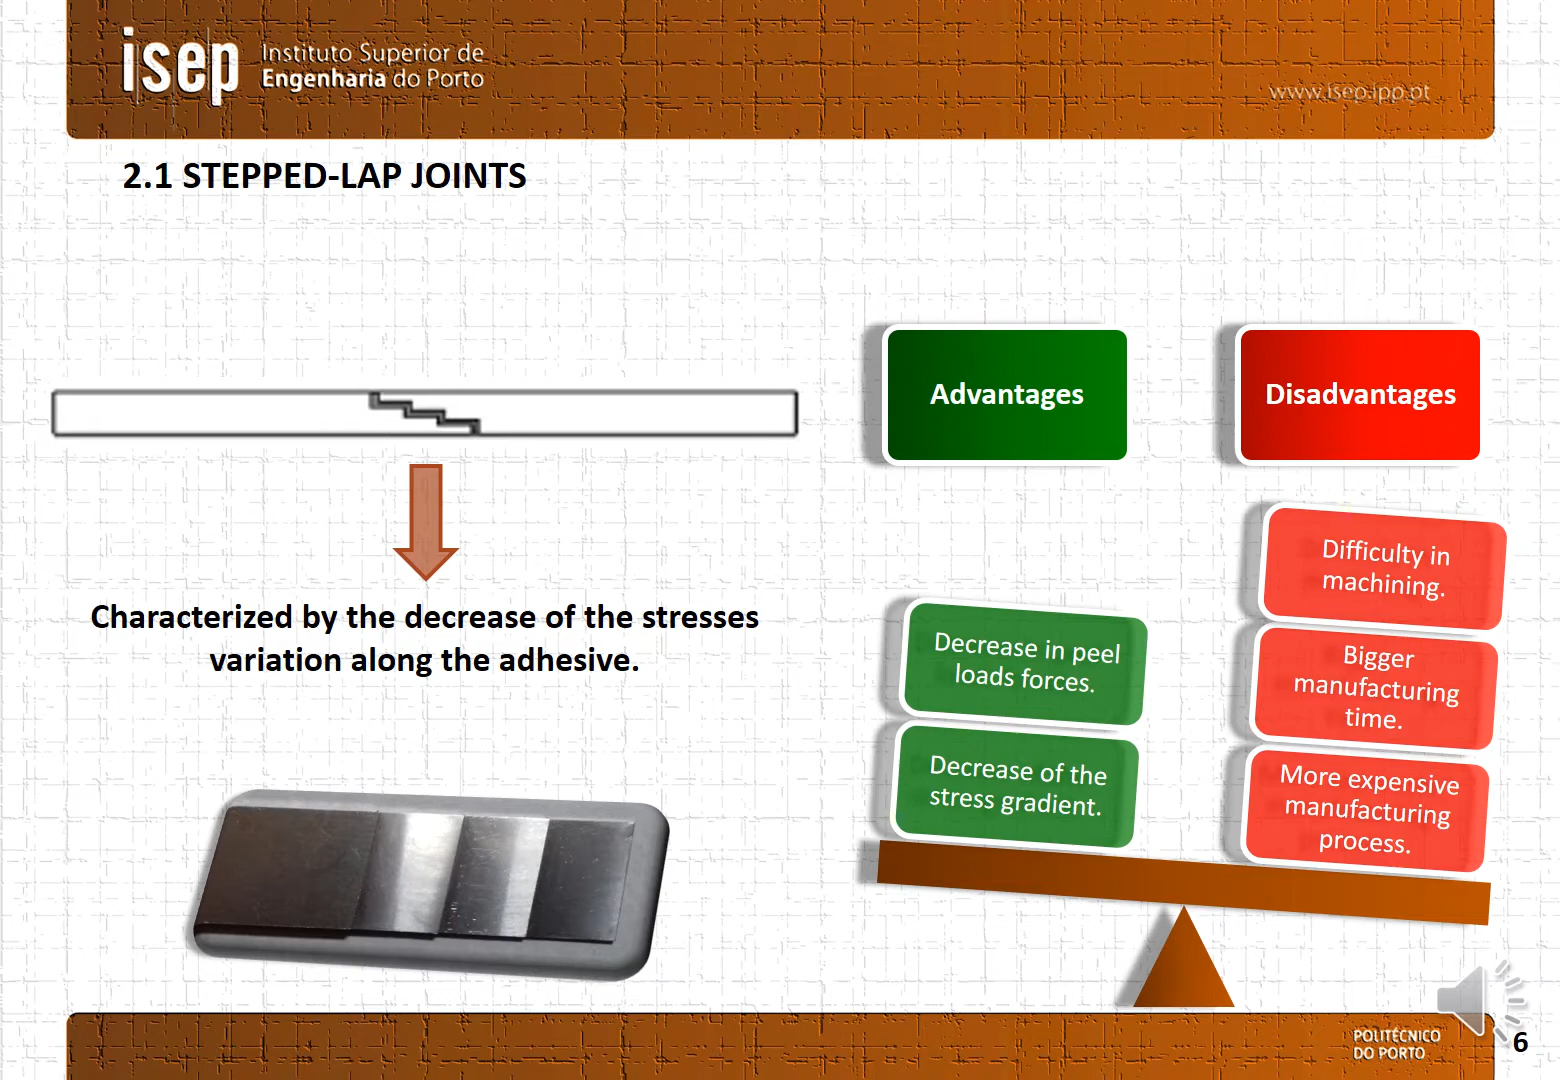 isep
Instituto Superior de
Engenharia do Porto
www.isep.ipp.pt
2.1 STEPPED-LAP JOINTS
Characterized by the decrease of the stresses
variation along the adhesive.
Advantages
Decrease in peel
loads forces.
Decrease of the
stress gradient.
Disadvantages
Difficulty in
machining.
Bigger
manufacturing
time.
More expensive
manufacturing
process.
POLITÉCNICO
DO PORTO
6